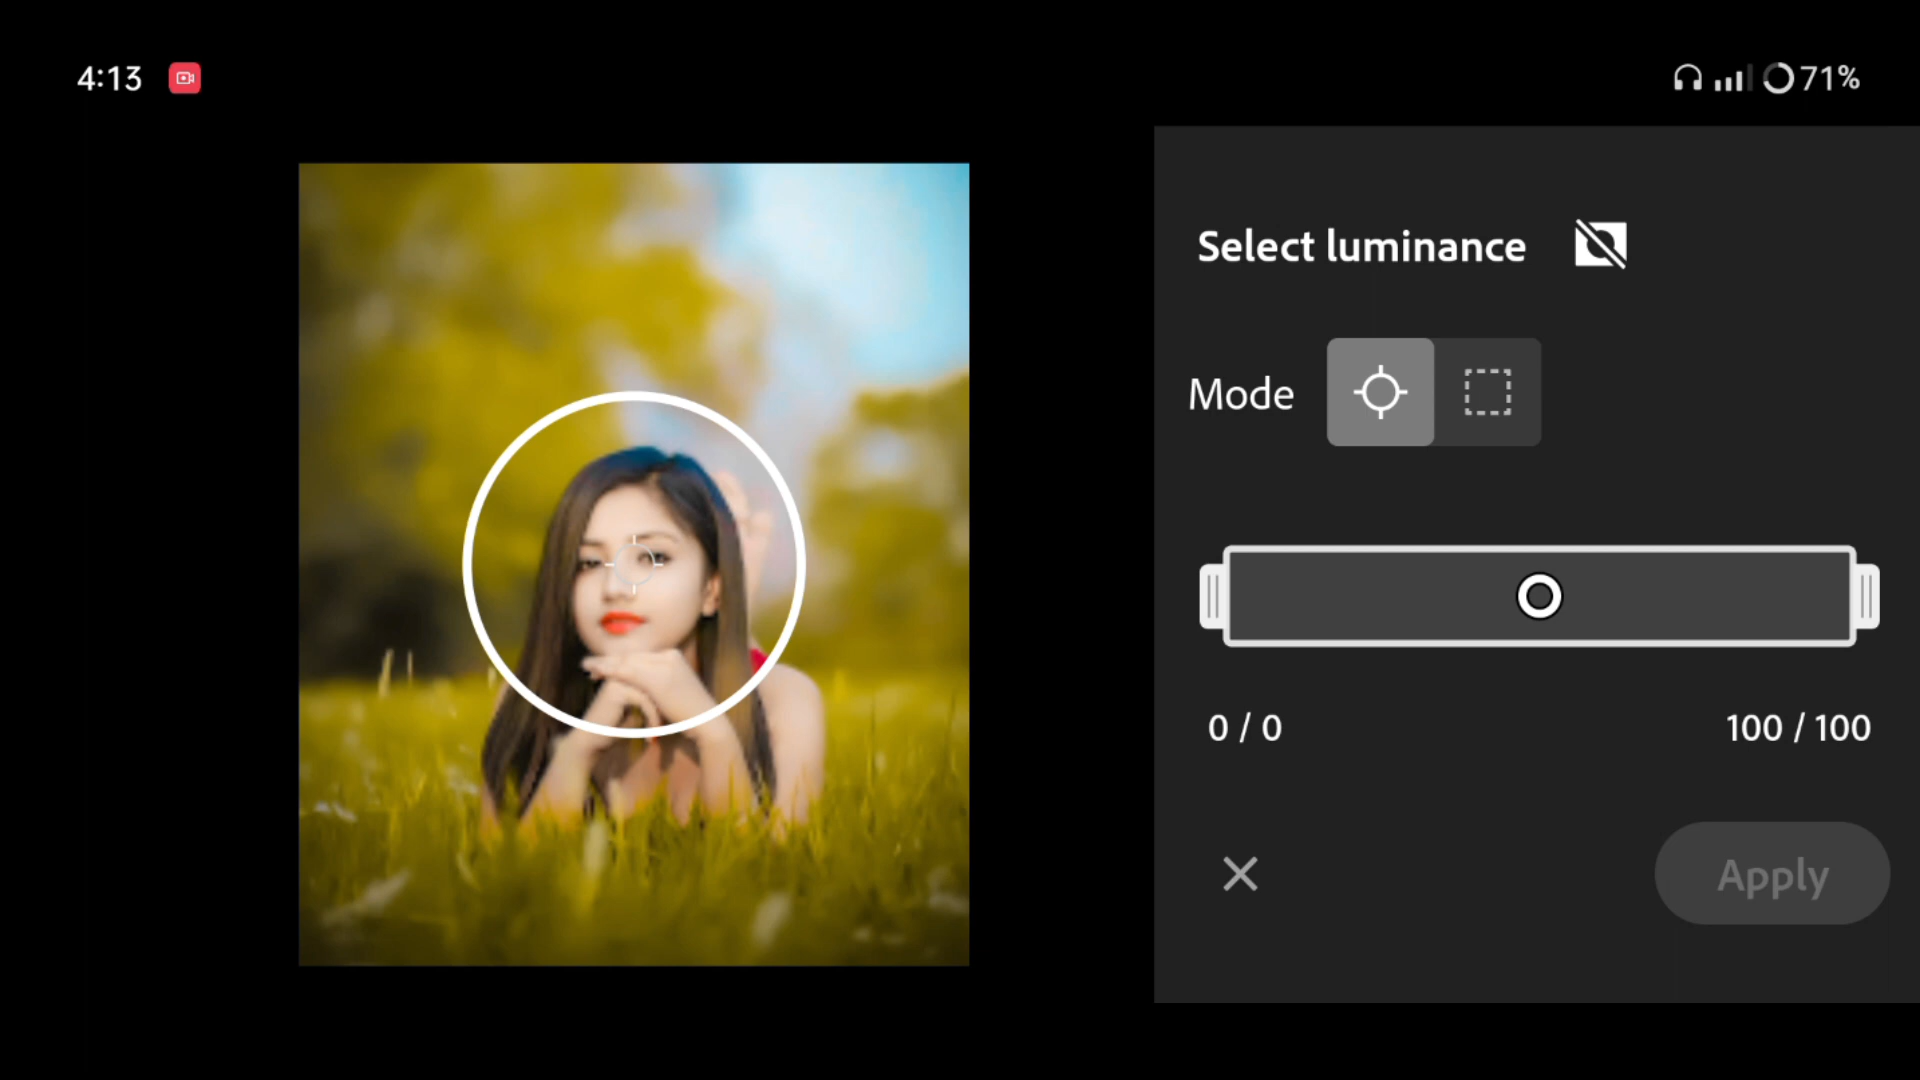 4:13
71%
Select luminance
Mode
0 / 0
100 / 100
Apply